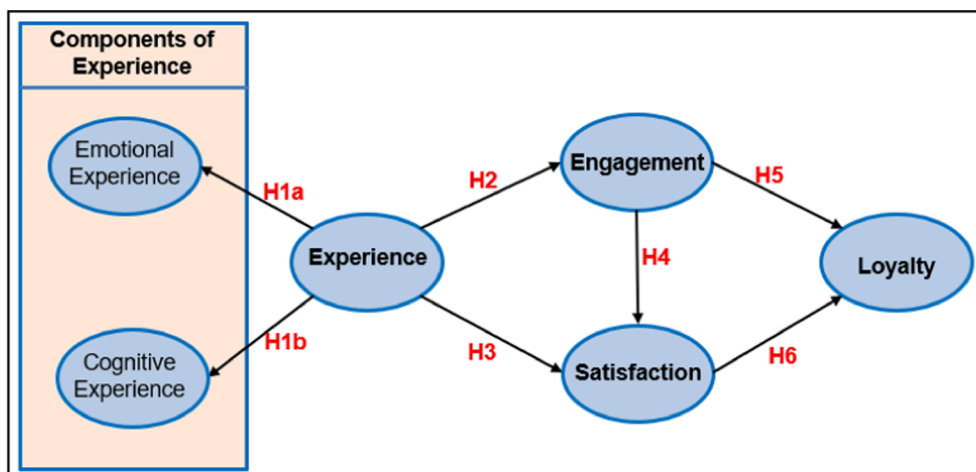 Components of
Experience
Emotional
Experience
H1a
H2
Engagement
H5
Experience
H4
Loyalty
H1b
H3
H6
Cognitive
Experience
Satisfaction